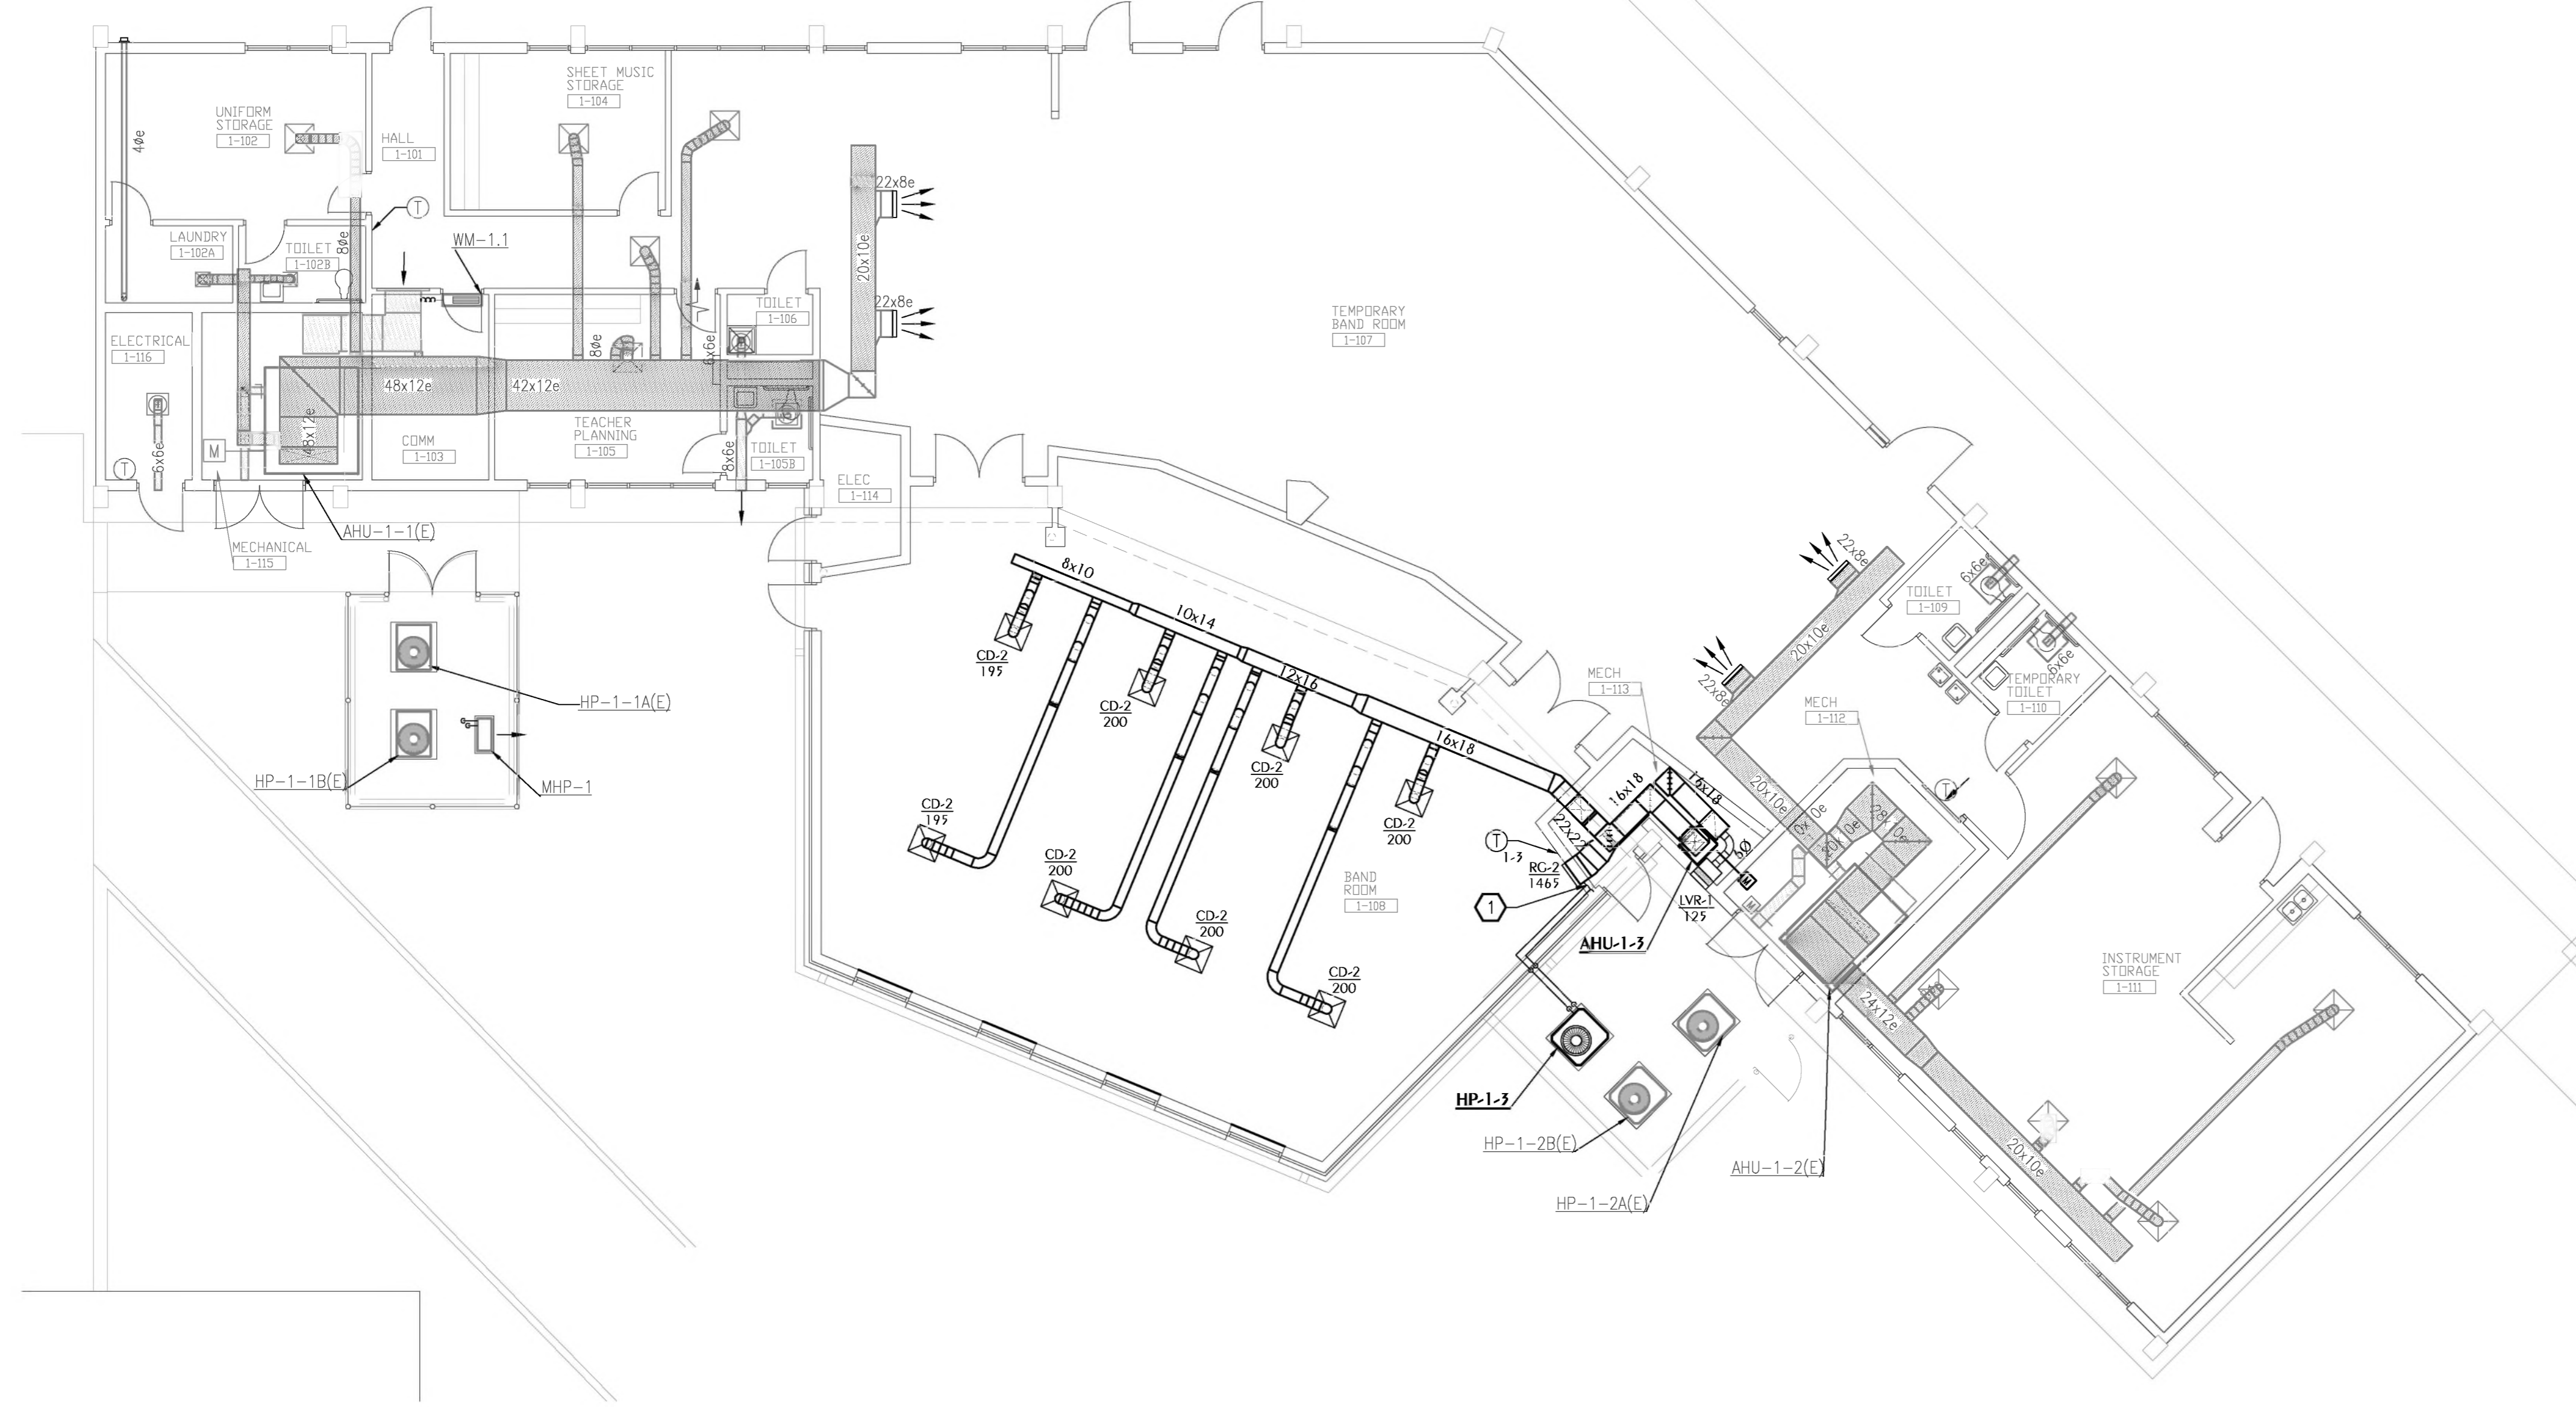 SHEET MUSIC
STORAGE
1-104
UNIFORM
STORAGE
1-102
4øe
HALL
1-101
22x8e
T
WM-1.1
LAUNDRY
1-102A
TOILET
1-102B
8øe
20x10e
TOILET
1-106
22x8e
TEMPORARY
BAND ROOM
1-107
ELECTRICAL
1-116
8øe
6x6e
48x12e
42x12e
48x12e
TEACHER
PLANNING
1-105
COMM
1-103
M
T
6x6e
8x6e
TOILET
1-105B
ELEC
1-114
AHU-1-1(E)
MECHANICAL
1-115
22x8e
6x6e
TOILET
1-109
8x10
10x14
20x10e
CD-2
195
12x16
CD-2
200
6x6e
TEMPORARY
TOILET
1-110
MECH
1-113
22x8e
HP-1-1A(E)
MECH
1-112
16x18
CD-2
200
HP-1-1B(E)
MHP-1
16x18
16x18
20x10e
T
CD-2
195
CD-2
200
22x22
20x10e
28x10e
T
1-3
6Ø
CD-2
200
RG-2
1465
BAND
ROOM
1-108
M
M
1
LVR-1
125
CD-2
200
AHU-1-3
CD-2
200
INSTRUMENT
STORAGE
1-111
24x12e
HP-1-3
HP-1-2B(E)
AHU-1-2(E)
20x10e
HP-1-2A(E)